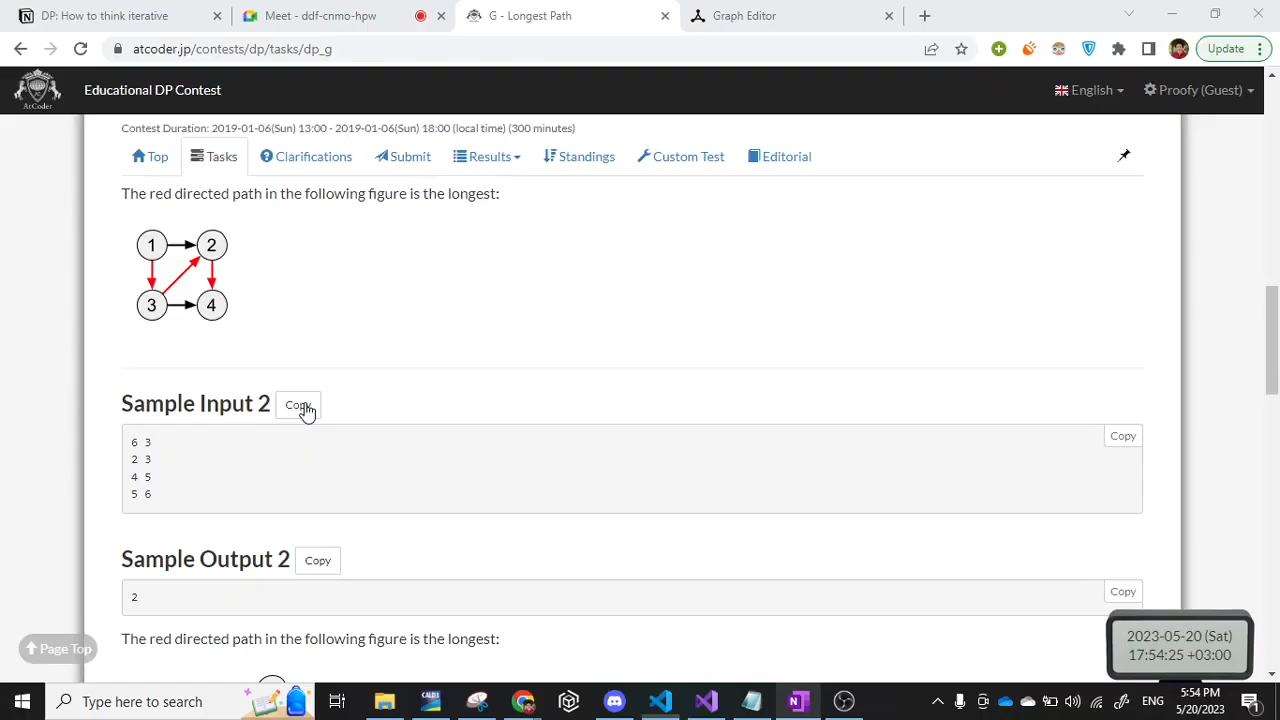 DP: How to think iterative
Meet - ddf-cnmo-hpw
G - Longest Path
Graph Editor
atcoder.jp/contests/dp/tasks/dp_g
Update
AtCoder
Educational DP Contest
English
Proofy (Guest)
Contest Duration: 2019-01-06(Sun) 13:00 - 2019-01-06(Sun) 18:00 (local time) (300 minutes)
Top
Tasks
Clarifications
Submit
Results
Standings
Custom Test
Editorial
The red directed path in the following figure is the longest:
1 2
3 4
Sample Input 2
Copy
Copy
6 3
2 3
4 5
5 6
Sample Output 2
Copy
Copy
2
The red directed path in the following figure is the longest:
Page Top
2023-05-20 (Sat)
17:54:25 +03:00
Type here to search
ENG
5:54 PM
5/20/2023